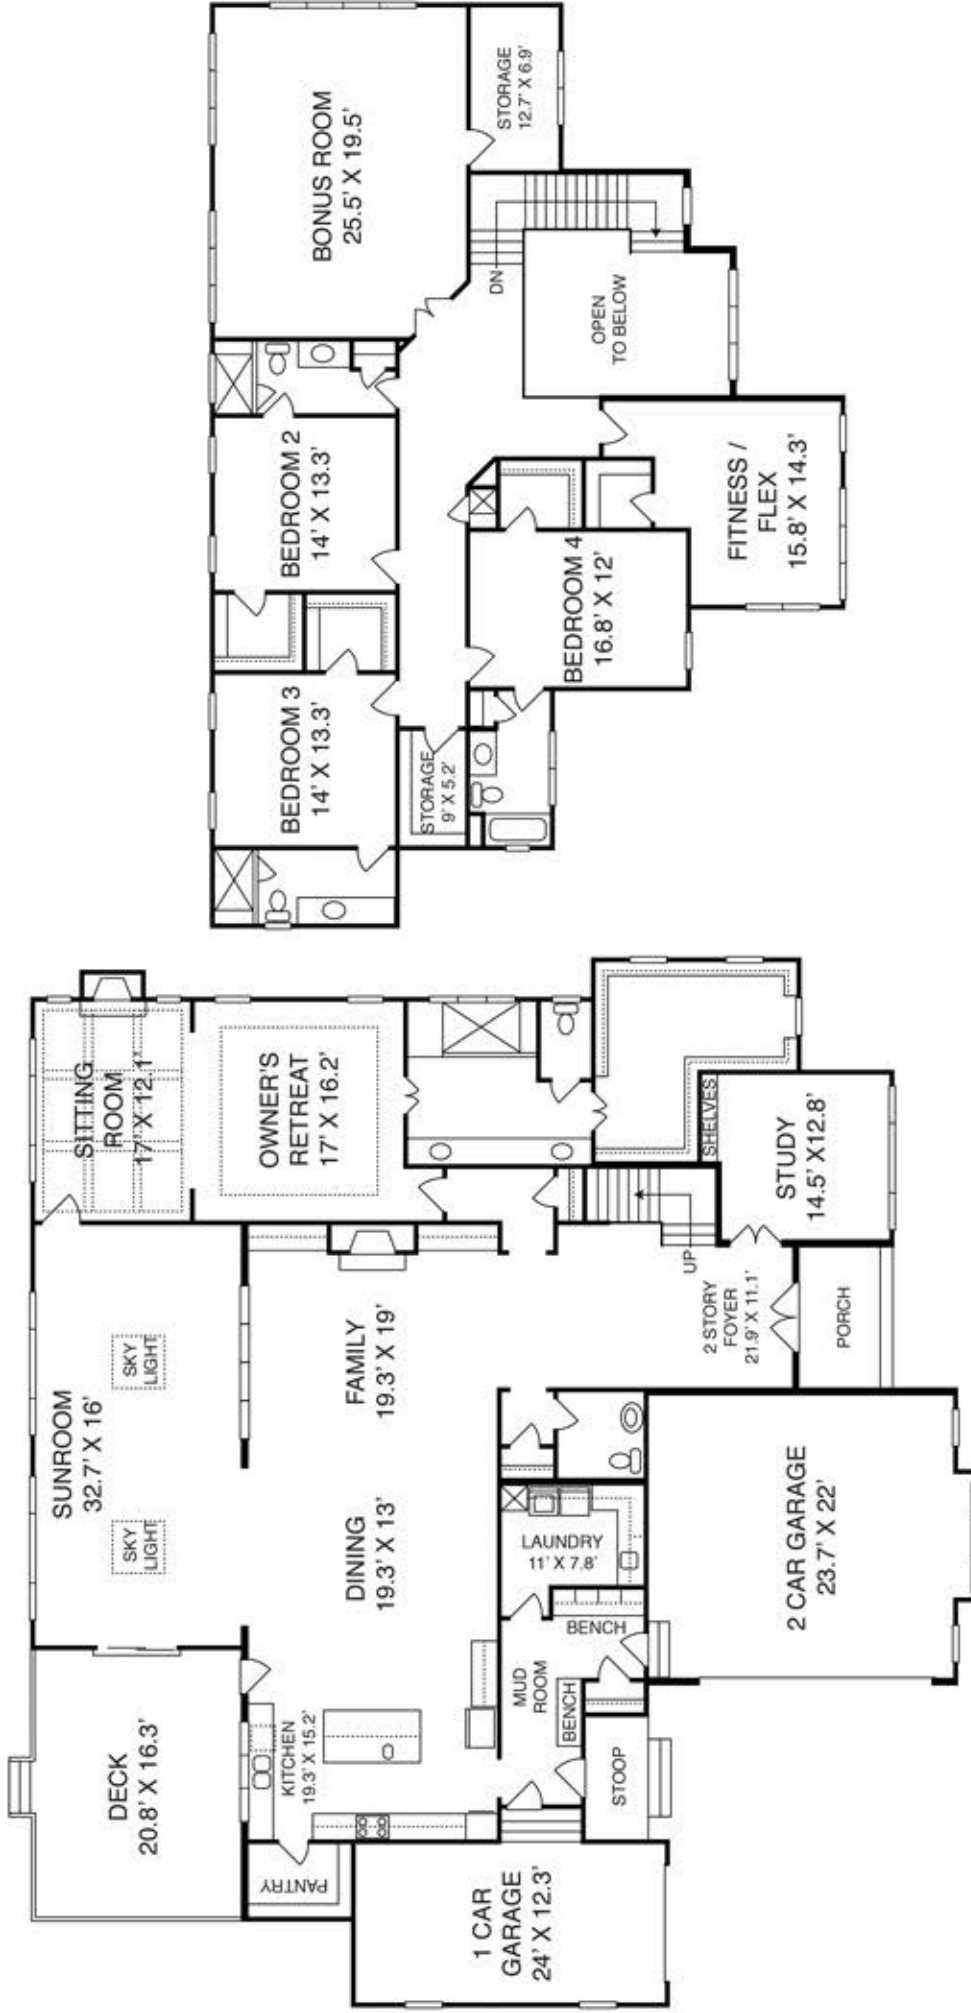 BONUS ROOM
25.5' X 19.5'
STORAGE
12.7' X 6.9'
DN
OPEN
TO BELOW
BEDROOM 2
14' X 13.3'
FITNESS /
FLEX
15.8' X 14.3'
BEDROOM 4
16.8' X 12'
BEDROOM 3
14' X 13.3'
STORAGE
9' X 5.2'
SITTING
ROOM
17' X 12.1'
OWNER'S
RETREAT
17' X 16.2'
SHELVES
STUDY
14.5' X12.8'
UP
2 STORY
FOYER
21.9' X 11.1'
PORCH
SUNROOM
32.7' X 16'
SKY
LIGHT
SKY
LIGHT
FAMILY
19.3' X 19'
DINING
19.3' X 13'
LAUNDRY
11' X 7.8'
2 CAR GARAGE
23.7' X 22'
BENCH
MUD
ROOM
BENCH
KITCHEN
19.3' X 15.2'
DECK
20.8' X 16.3'
STOOP
PANTRY
1 CAR
GARAGE
24' X 12.3'